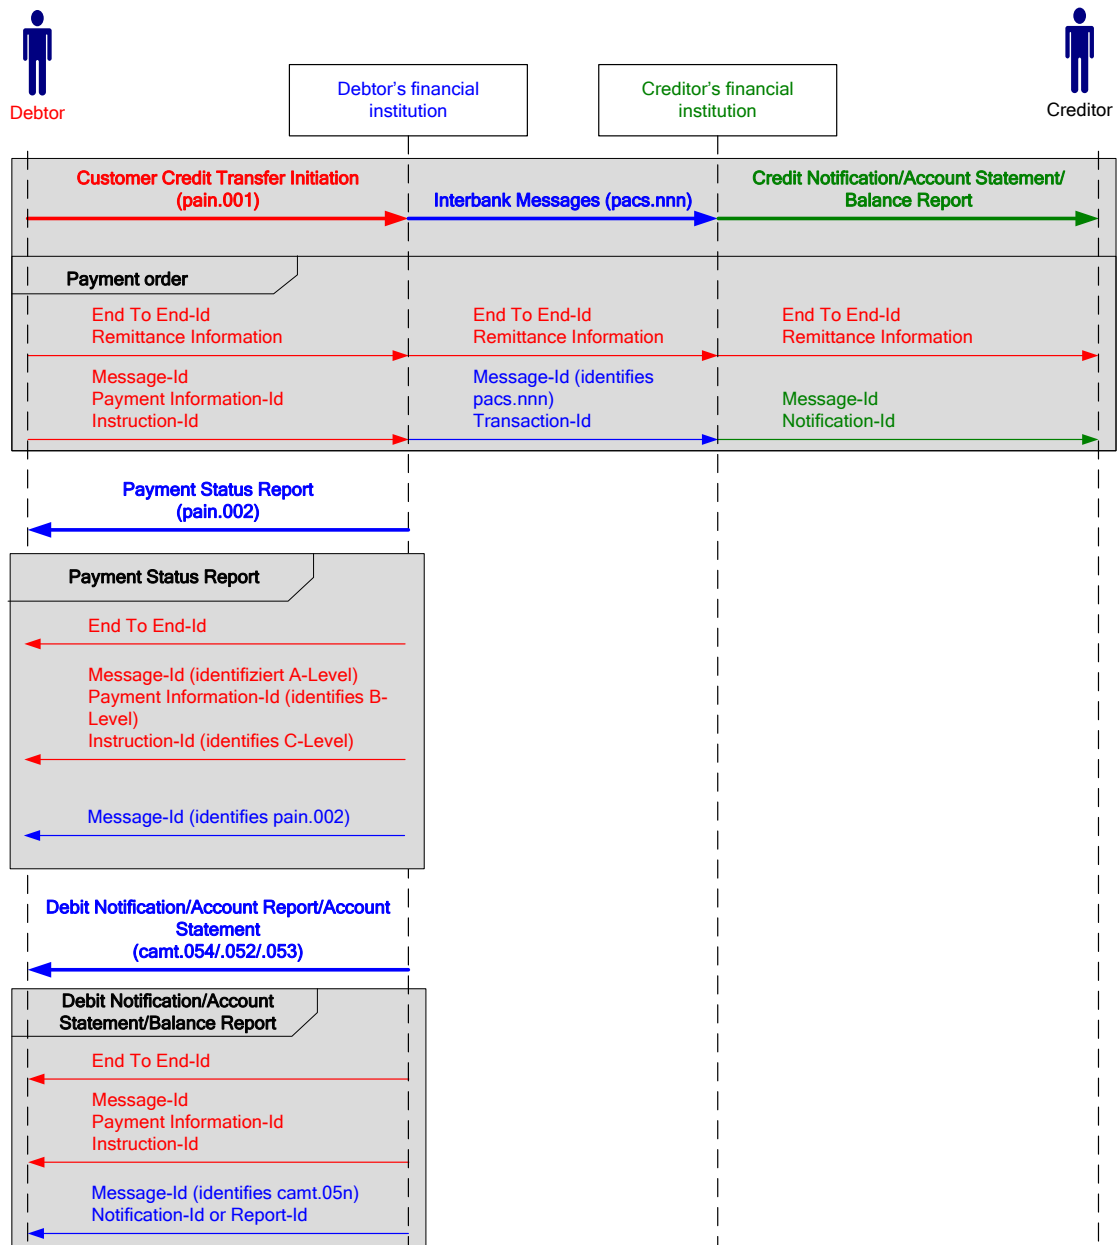 Debtor
Debtor's financial
institution
Creditor's financial
institution
Creditor
Customer Credit Transfer Initiation
(pain.001)
Interbank Messages (pacs.nnn)
Credit Notification/Account Statement/
Balance Report
Payment order
End To End-Id
Remittance Information
End To End-Id
Remittance Information
End To End-Id
Remittance Information
Message-Id
Payment Information-Id
Instruction-Id
Message-Id (identifies
pacs.nnn)
Transaction-Id
Message-Id
Notification-Id
Payment Status Report
(pain.002)
Payment Status Report
End To End-Id
Message-Id (identifiziert A-Level)
Payment Information-Id (identifies B-
Level)
Instruction-Id (identifies C-Level)
Message-Id (identifies pain.002)
Debit Notification/Account Report/Account
Statement
(camt.054/.052/.053)
Debit Notification/Account
Statement/Balance Report
End To End-Id
Message-Id
Payment Information-Id
Instruction-Id
Message-Id (identifies camt.05n)
Notification-Id or Report-Id